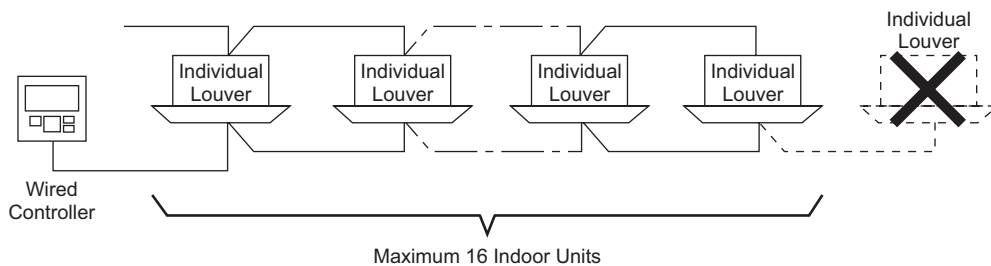 Individual
Louver
Individual
Louver
Individual
Louver
Individual
Louver
Individual
Louver
Wired
Controller
Maximum 16 Indoor Units